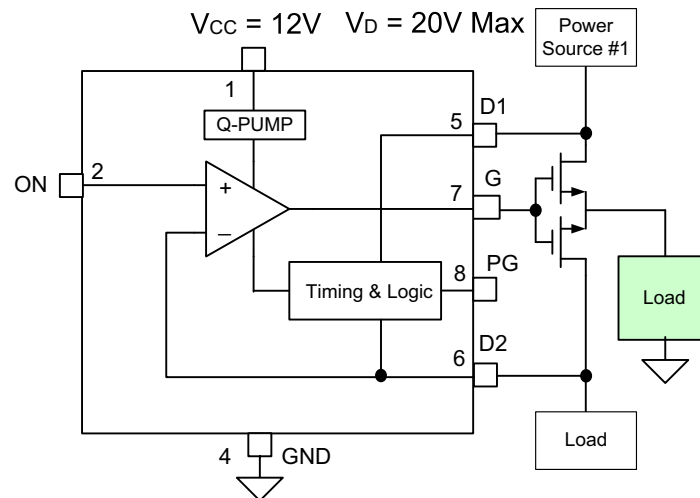 VCC = 12V VD = 20V Max
Power
Source #1
1
Q-PUMP
5
D1
ON
2
+
7
G
–
Timing & Logic
8
PG
Load
6
D2
Load
4
GND